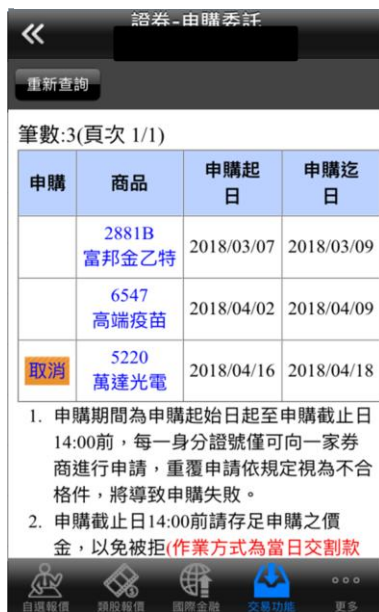 證券-申購委託
重新查詢
筆數:3(頁次 1/1)
申購 商品 申購起日 申購迄日
2881B 富邦金乙特 2018/03/07 2018/03/09
6547 高端疫苗 2018/04/02 2018/04/09
取消 5220 萬達光電 2018/04/16 2018/04/18
1. 申購期間為申購起始日起至申購截止日
14:00前，每一身分證號僅可向一家券
商進行申請，重覆申請依規定視為不合
格件，將導致申購失敗。
2. 申購截止日14:00前請存足申購之價
金，以免被拒(作業方式為當日交割款
自選報價 類股報價 國際金融 交易功能 更多